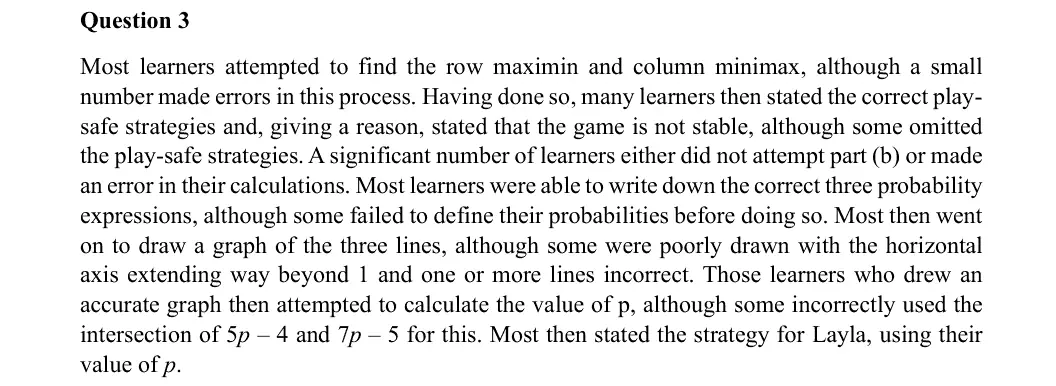 Question 3
Most learners attempted to find the row maximin and column minimax, although a small
number made errors in this process. Having done so, many learners then stated the correct play-
safe strategies and, giving a reason, stated that the game is not stable, although some omitted
the play-safe strategies. A significant number of learners either did not attempt part (b) or made
an error in their calculations. Most learners were able to write down the correct three probability
expressions, although some failed to define their probabilities before doing so. Most then went
on to draw a graph of the three lines, although some were poorly drawn with the horizontal
axis extending way beyond 1 and one or more lines incorrect. Those learners who drew an
accurate graph then attempted to calculate the value of p, although some incorrectly used the
intersection of 5p – 4 and 7p – 5 for this. Most then stated the strategy for Layla, using their
value of p.